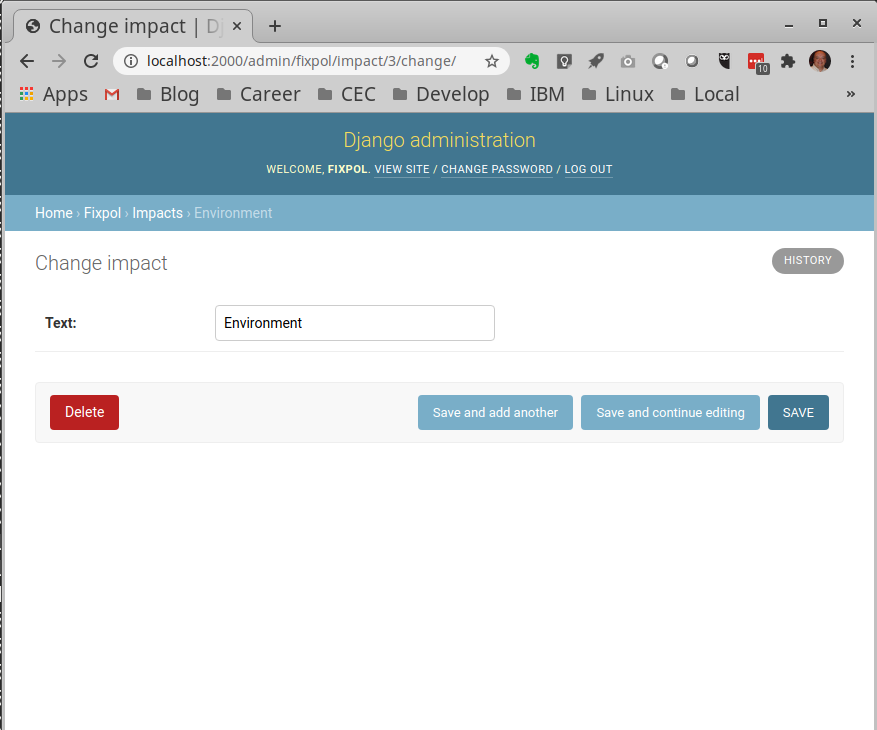 Change impact | Dj
localhost:2000/admin/fixpol/impact/3/change/
10
Apps Blog Career CEC Develop IBM Linux Local »
Django administration
WELCOME, FIXPOL. VIEW SITE / CHANGE PASSWORD / LOG OUT
Home › Fixpol › Impacts › Environment
Change impact HISTORY
Text: Environment
Delete Save and add another Save and continue editing SAVE